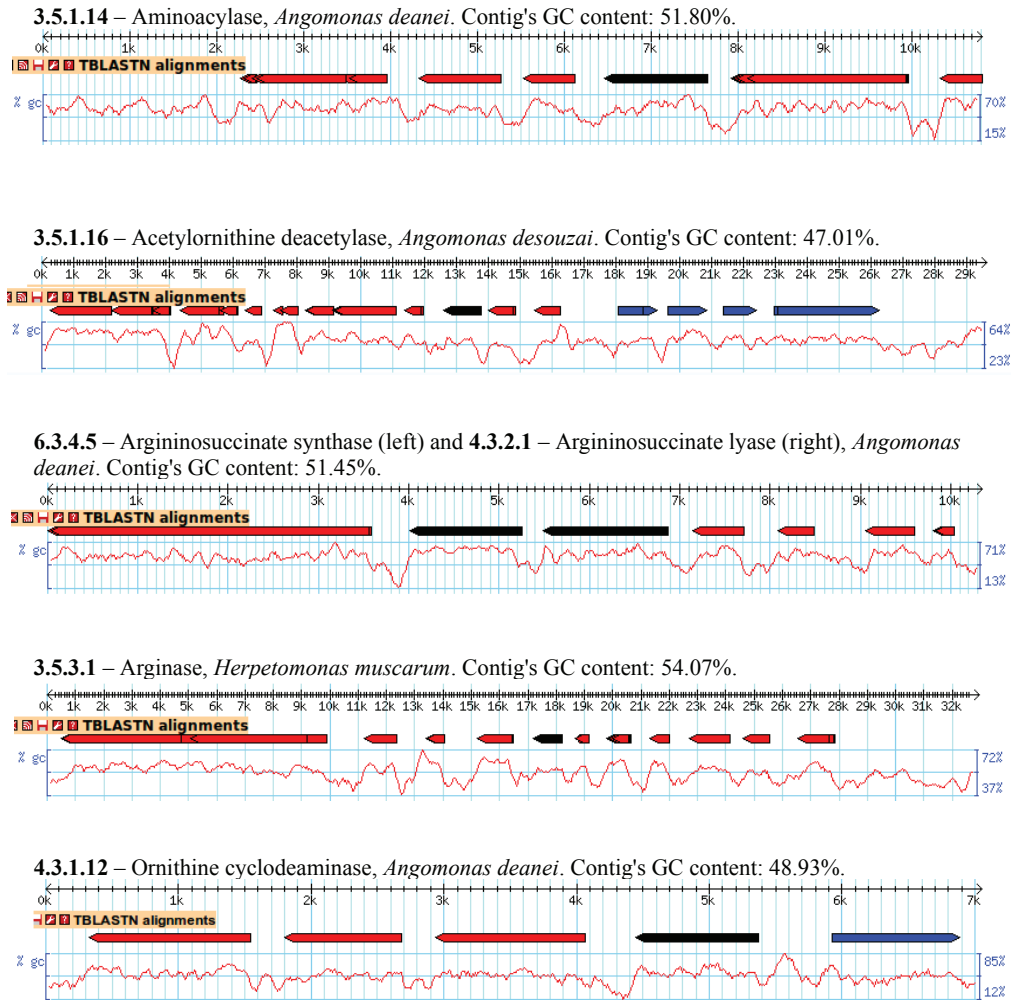 3.5.1.14 – Aminoacylase, Angomonas deanei. Contig's GC content: 51.80%.
0k 1k 2k 3k 4k 5k 6k 7k 8k 9k 10k
TBLASTN alignments
% gc 70%
15%
3.5.1.16 – Acetylornithine deacetylase, Angomonas desouzai. Contig's GC content: 47.01%.
0k 1k 2k 3k 4k 5k 6k 7k 8k 9k 10k 11k 12k 13k 14k 15k 16k 17k 18k 19k 20k 21k 22k 23k 24k 25k 26k 27k 28k 29k
TBLASTN alignments
% gc 64%
23%
6.3.4.5 – Argininosuccinate synthase (left) and 4.3.2.1 – Argininosuccinate lyase (right), Angomonas
deanei. Contig's GC content: 51.45%.
0k 1k 2k 3k 4k 5k 6k 7k 8k 9k 10k
TBLASTN alignments
% gc 71%
13%
3.5.3.1 – Arginase, Herpetomonas muscarum. Contig's GC content: 54.07%.
0k 1k 2k 3k 4k 5k 6k 7k 8k 9k 10k 11k 12k 13k 14k 15k 16k 17k 18k 19k 20k 21k 22k 23k 24k 25k 26k 27k 28k 29k 30k 31k 32k
TBLASTN alignments
% gc 72%
37%
4.3.1.12 – Ornithine cyclodeaminase, Angomonas deanei. Contig's GC content: 48.93%.
0k 1k 2k 3k 4k 5k 6k 7k
TBLASTN alignments
% gc 85%
12%